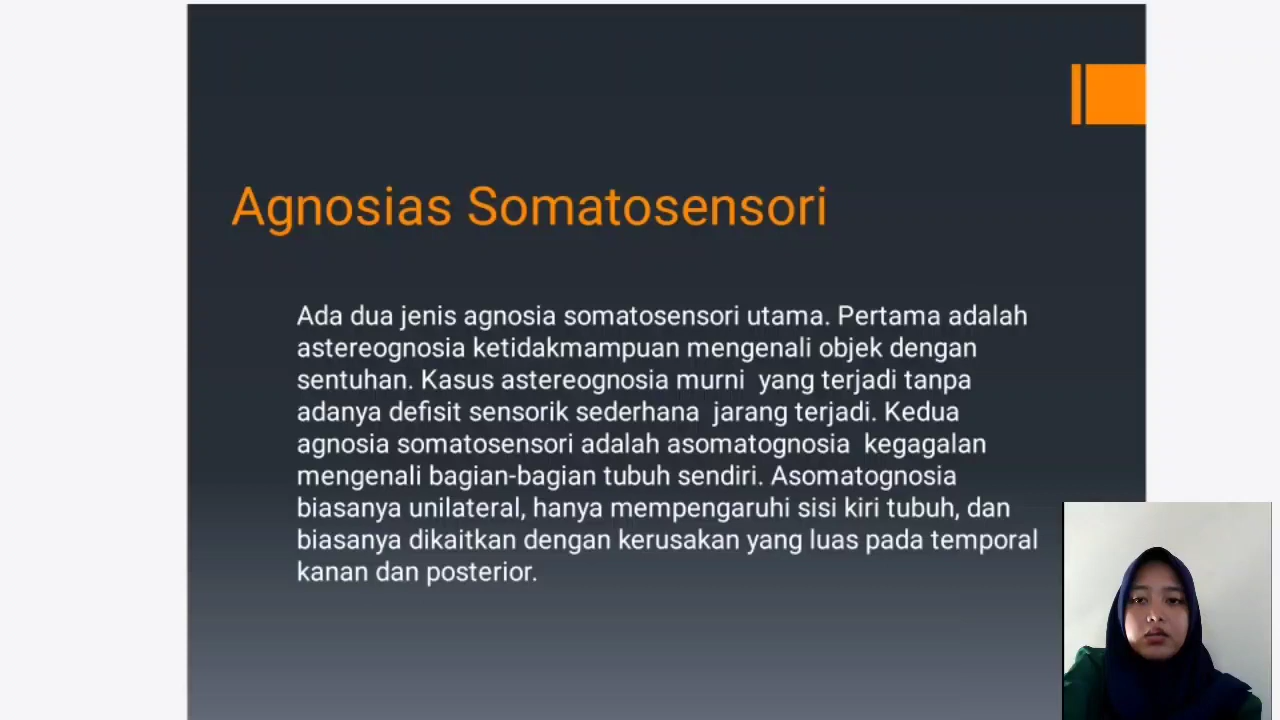 Agnosias Somatosensori
Ada dua jenis agnosia somatosensori utama. Pertama adalah
astereognosia ketidakmampuan mengenali objek dengan
sentuhan. Kasus astereognosia murni  yang terjadi tanpa
adanya defisit sensorik sederhana  jarang terjadi. Kedua
agnosia somatosensori adalah asomatognosia  kegagalan
mengenali bagian-bagian tubuh sendiri. Asomatognosia
biasanya unilateral, hanya mempengaruhi sisi kiri tubuh, dan
biasanya dikaitkan dengan kerusakan yang luas pada temporal
kanan dan posterior.